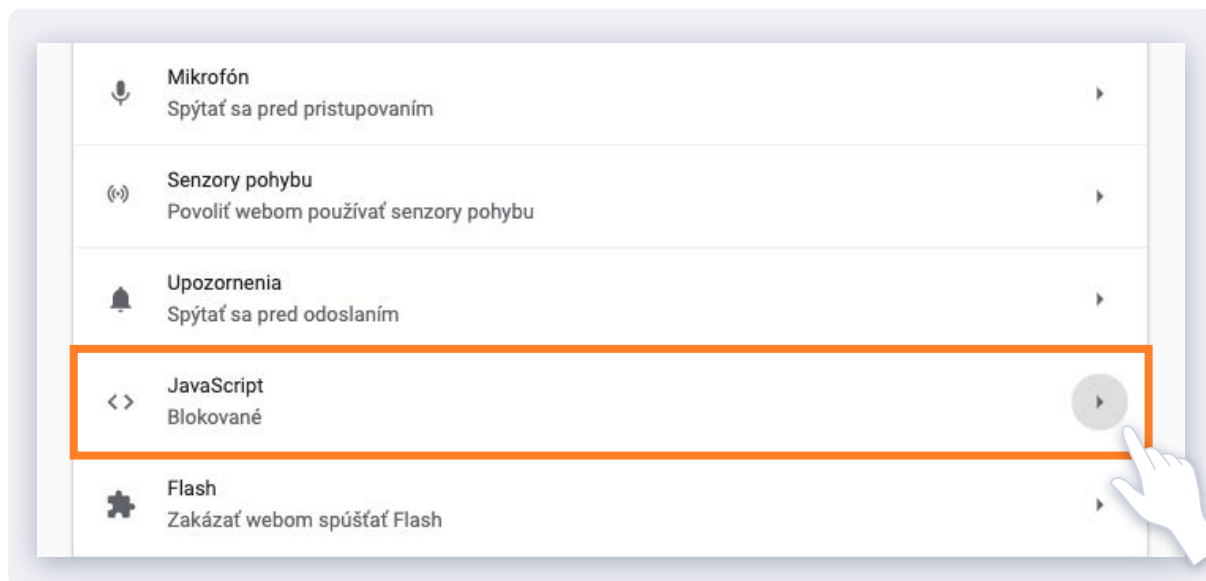 Mikrofón
Spýtať sa pred pristupovaním
Senzory pohybu
Povoliť webom používať senzory pohybu
Upozornenia
Spýtať sa pred odoslaním
JavaScript
Blokované
Flash
Zakázať webom spúšťať Flash